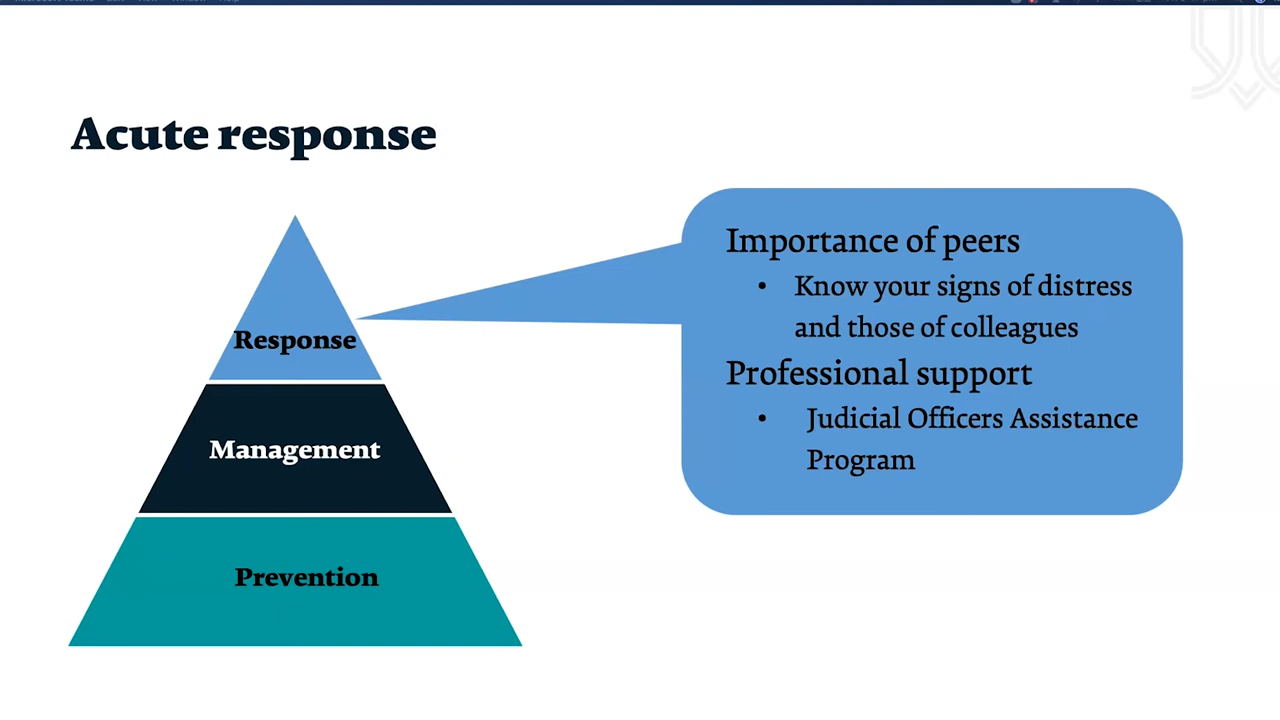 Acute response
Response
Management
Prevention
Importance of peers
• Know your signs of distress
and those of colleagues
Professional support
• Judicial Officers Assistance
Program